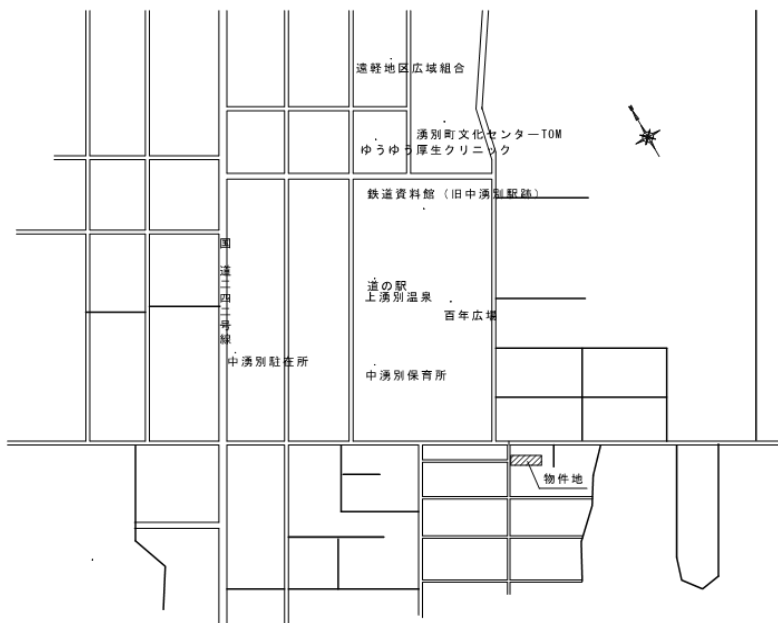 遠軽地区広域組合
湧別町文化センターTOM
ゆうゆう厚生クリニック
鉄道資料館（旧中湧別駅跡）
国道二四二号線
道の駅
上湧別温泉
百年広場
中湧別駐在所
中湧別保育所
物件地